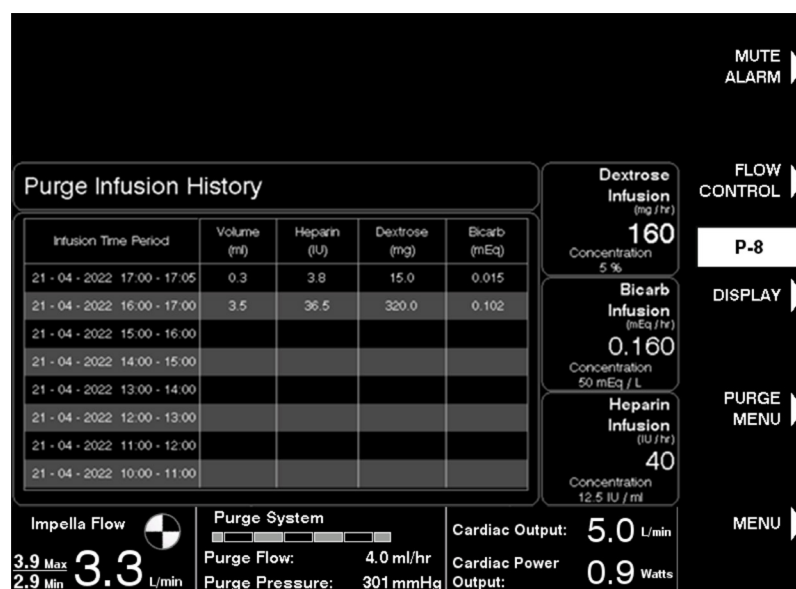 MUTE
ALARM
Purge Infusion History
Infusion Time Period Volume (ml) Heparin (IU) Dextrose (mg) Bicarb (mEq)
21 - 04 - 2022 17:00 - 17:05 0.3 3.8 15.0 0.015
21 - 04 - 2022 16:00 - 17:00 3.5 36.5 320.0 0.102
21 - 04 - 2022 15:00 - 16:00
21 - 04 - 2022 14:00 - 15:00
21 - 04 - 2022 13:00 - 14:00
21 - 04 - 2022 12:00 - 13:00
21 - 04 - 2022 11:00 - 12:00
21 - 04 - 2022 10:00 - 11:00
Dextrose
Infusion
(mg / hr)
160
Concentration
5 %
Bicarb
Infusion
(mEq / hr)
0.160
Concentration
50 mEq / L
Heparin
Infusion
(IU / hr)
40
Concentration
12.5 IU / ml
FLOW
CONTROL
P-8
DISPLAY
PURGE
MENU
MENU
Impella Flow
3.9 Max
2.9 Min
3.3 L/min
Purge System
Purge Flow: 4.0 ml/hr
Purge Pressure: 301 mmHg
Cardiac Output: 5.0 L/min
Cardiac Power
Output: 0.9 Watts